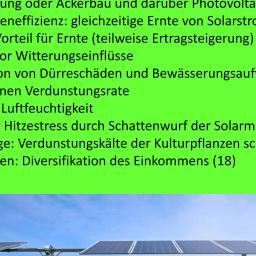 ung oder Ackerbau und darüber Photovolta
eneffizienz: gleichzeitige Ernte von Solarstro
orteil für Ernte (teilweise Ertragsteigerung)
or Witterungseinflüsse
on von Dürreschäden und Bewässerungsauf
nen Verdunstungsrate
Luftfeuchtigkeit
Hitzestress durch Schattenwurf der Solarm
ge: Verdunstungskälte der Kulturpflanzen sc
en: Diversifikation des Einkommens (18)